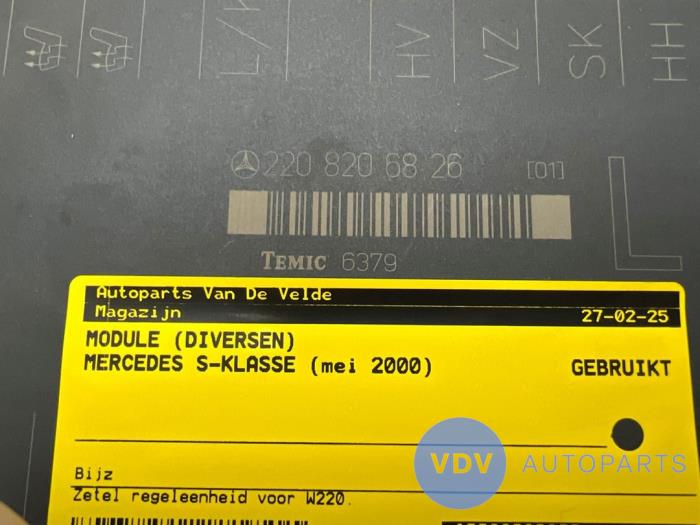 L/
HV
VZ
SK
HH
220 820 68 26 [01]
L
TEMIC 6379
Autoparts Van De Velde
Magazijn 27-02-25
MODULE (DIVERSEN)
MERCEDES S-KLASSE (mei 2000) GEBRUIKT
Bijz
Zetel regeleenheid voor W220.
VDV AUTOPARTS